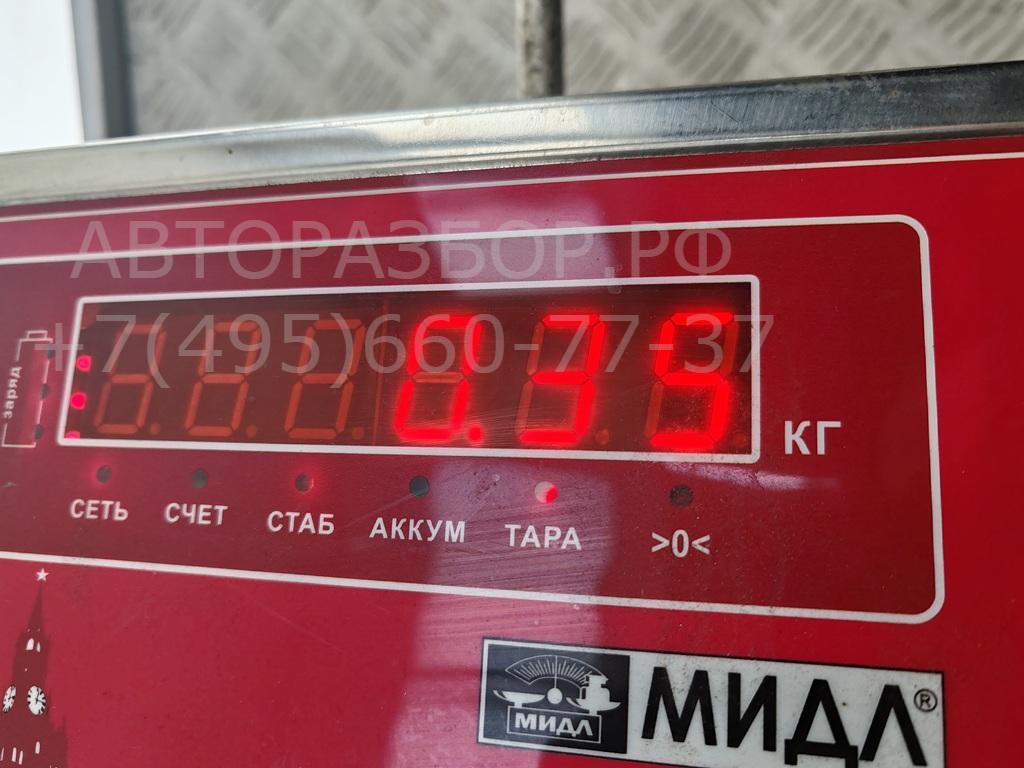 АВТОРАЗБОР.РФ
+7(495)660-77-37
заряд
0.35
КГ
СЕТЬ СЧЕТ СТАБ АККУМ ТАРА >0<
МИДЛ
МИДЛ®